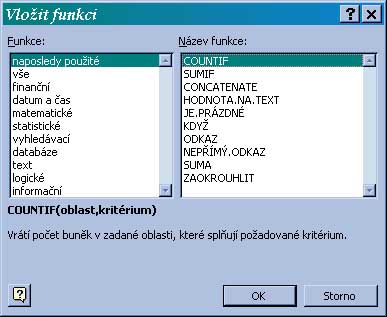 Vložit funkci
Funkce:
naposledy použité
vše
finanční
datum a čas
matematické
statistické
vyhledávací
databáze
text
logické
informační
Název funkce:
COUNTIF
SUMIF
CONCATENATE
HODNOTA.NA.TEXT
JE.PRÁZDNÉ
KDYŽ
ODKAZ
NEPŘÍMÝ.ODKAZ
SUMA
ZAOKROUHLIT
COUNTIF(oblast,kritérium)
Vrátí počet buněk v zadané oblasti, které splňují požadované kritérium.
OK
Storno